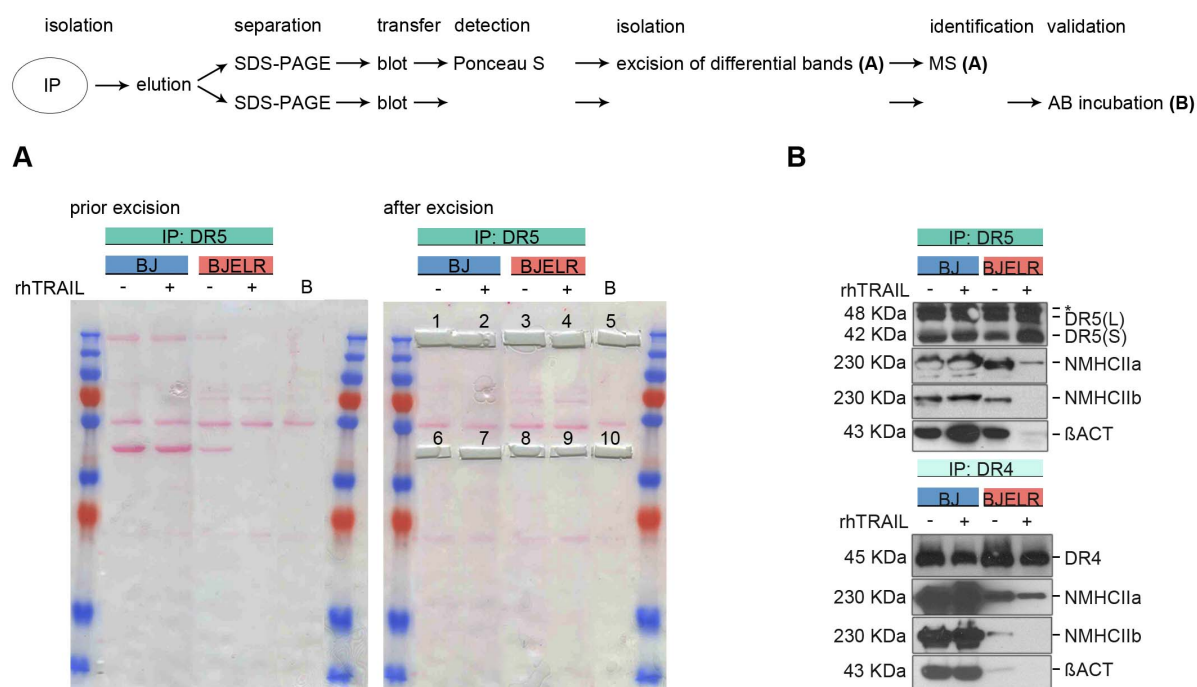 isolation separation transfer detection isolation identification validation
IP elution SDS-PAGE blot Ponceau S excision of differential bands (A) MS (A)
SDS-PAGE blot AB incubation (B)
A
prior excision
IP: DR5
BJ BJELR
rhTRAIL - + - + B
after excision
IP: DR5
BJ BJELR
- + - + B
1 2 3 4 5
6 7 8 9 10
B
IP: DR5
BJ BJELR
rhTRAIL - + - +
*
48 KDa DR5(L)
42 KDa DR5(S)
230 KDa NMHCIIa
230 KDa NMHCIIb
43 KDa ßACT
IP: DR4
BJ BJELR
rhTRAIL - + - +
45 KDa DR4
230 KDa NMHCIIa
230 KDa NMHCIIb
43 KDa ßACT